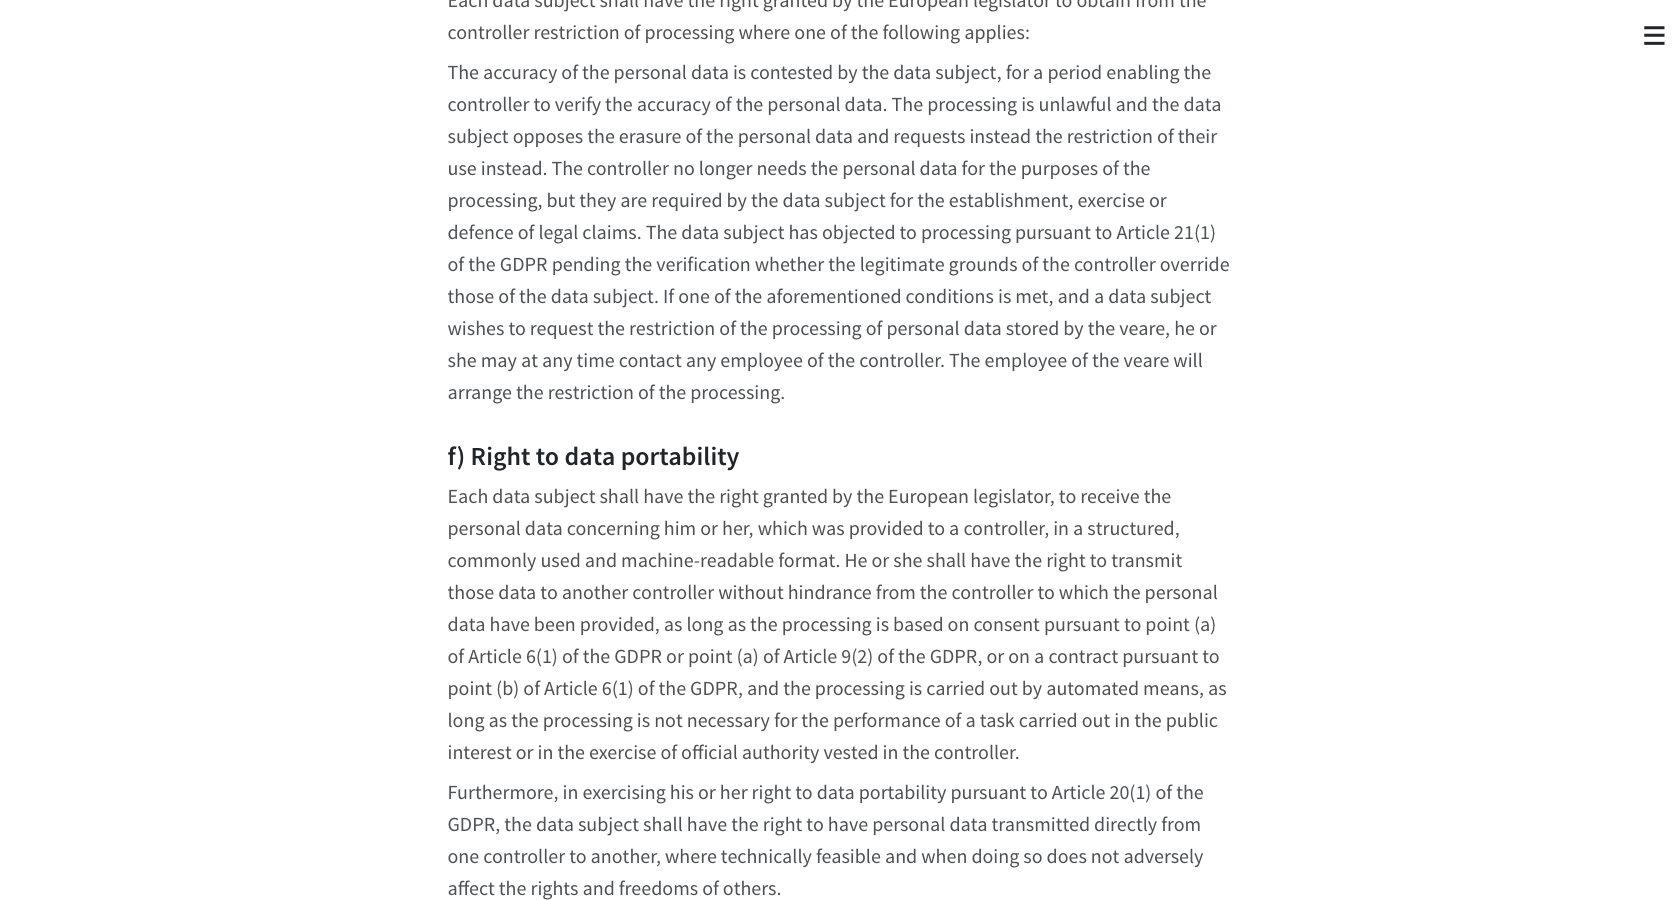 Each data subject shall have the right granted by the European legislator to obtain from the
controller restriction of processing where one of the following applies:
The accuracy of the personal data is contested by the data subject, for a period enabling the
controller to verify the accuracy of the personal data. The processing is unlawful and the data
subject opposes the erasure of the personal data and requests instead the restriction of their
use instead. The controller no longer needs the personal data for the purposes of the
processing, but they are required by the data subject for the establishment, exercise or
defence of legal claims. The data subject has objected to processing pursuant to Article 21(1)
of the GDPR pending the verification whether the legitimate grounds of the controller override
those of the data subject. If one of the aforementioned conditions is met, and a data subject
wishes to request the restriction of the processing of personal data stored by the veare, he or
she may at any time contact any employee of the controller. The employee of the veare will
arrange the restriction of the processing.
f) Right to data portability
Each data subject shall have the right granted by the European legislator, to receive the
personal data concerning him or her, which was provided to a controller, in a structured,
commonly used and machine-readable format. He or she shall have the right to transmit
those data to another controller without hindrance from the controller to which the personal
data have been provided, as long as the processing is based on consent pursuant to point (a)
of Article 6(1) of the GDPR or point (a) of Article 9(2) of the GDPR, or on a contract pursuant to
point (b) of Article 6(1) of the GDPR, and the processing is carried out by automated means, as
long as the processing is not necessary for the performance of a task carried out in the public
interest or in the exercise of official authority vested in the controller.
Furthermore, in exercising his or her right to data portability pursuant to Article 20(1) of the
GDPR, the data subject shall have the right to have personal data transmitted directly from
one controller to another, where technically feasible and when doing so does not adversely
affect the rights and freedoms of others.